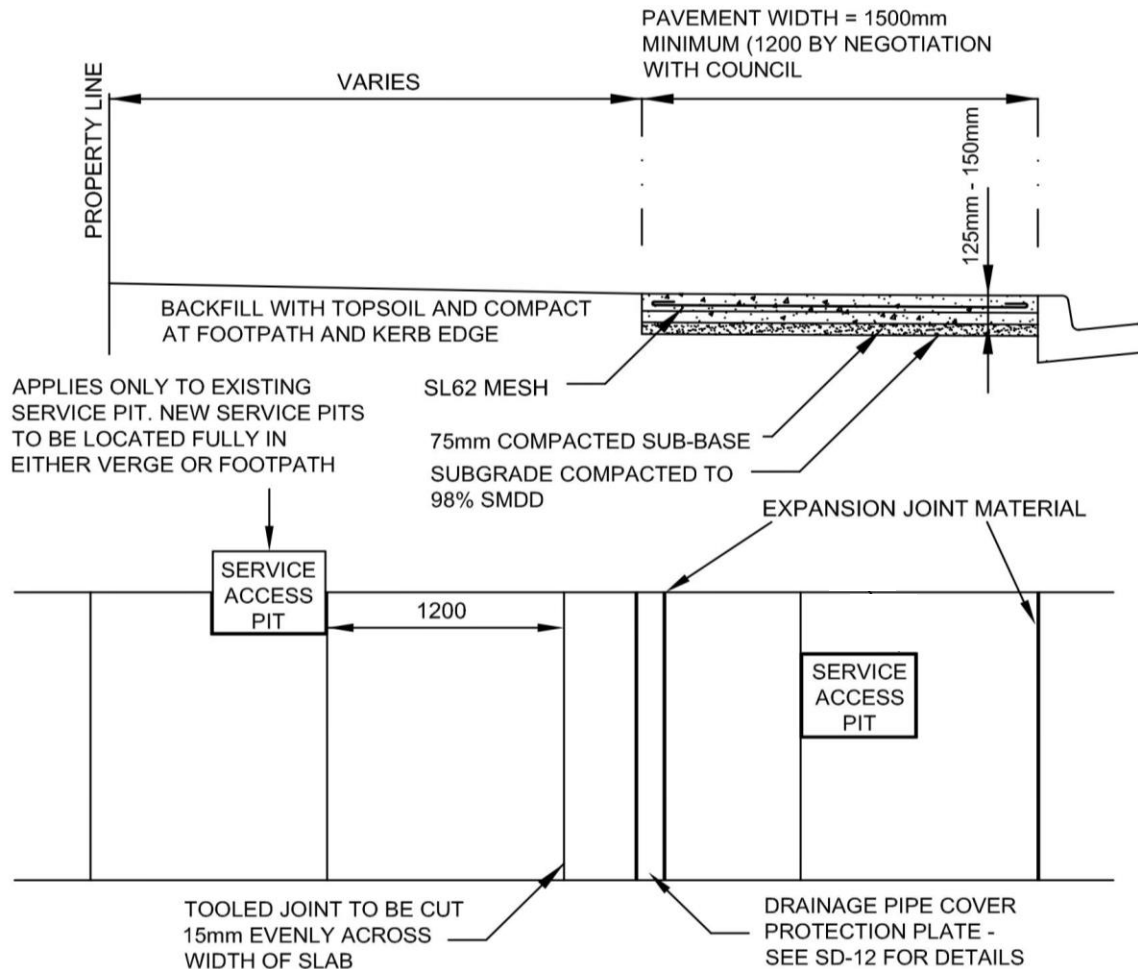 PAVEMENT WIDTH = 1500mm
MINIMUM (1200 BY NEGOTIATION
WITH COUNCIL
VARIES
PROPERTY LINE
125mm - 150mm
BACKFILL WITH TOPSOIL AND COMPACT
AT FOOTPATH AND KERB EDGE
SL62 MESH
75mm COMPACTED SUB-BASE
SUBGRADE COMPACTED TO
98% SMDD
APPLIES ONLY TO EXISTING
SERVICE PIT. NEW SERVICE PITS
TO BE LOCATED FULLY IN
EITHER VERGE OR FOOTPATH
EXPANSION JOINT MATERIAL
SERVICE
ACCESS
PIT
1200
SERVICE
ACCESS
PIT
TOOLED JOINT TO BE CUT
15mm EVENLY ACROSS
WIDTH OF SLAB
DRAINAGE PIPE COVER
PROTECTION PLATE -
SEE SD-12 FOR DETAILS